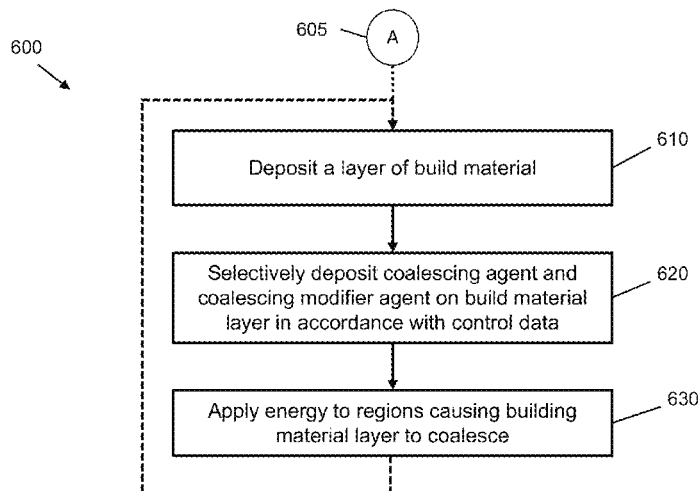 605
A
600
610
Deposit a layer of build material
Selectively deposit coalescing agent and
coalescing modifier agent on build material
layer in accordance with control data
620
630
Apply energy to regions causing building
material layer to coalesce